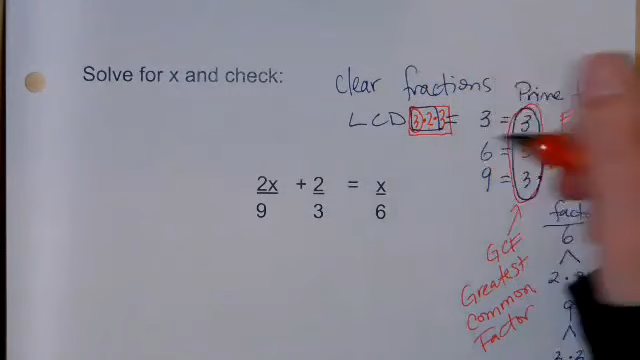 Solve for x and check:
clear fractions
Prime
LCD 3·2·3 =
3 = 3
6 =
9 = 3
2x + 2 = x
9 3 6
GCF
Greatest
Common
Factor
6
9